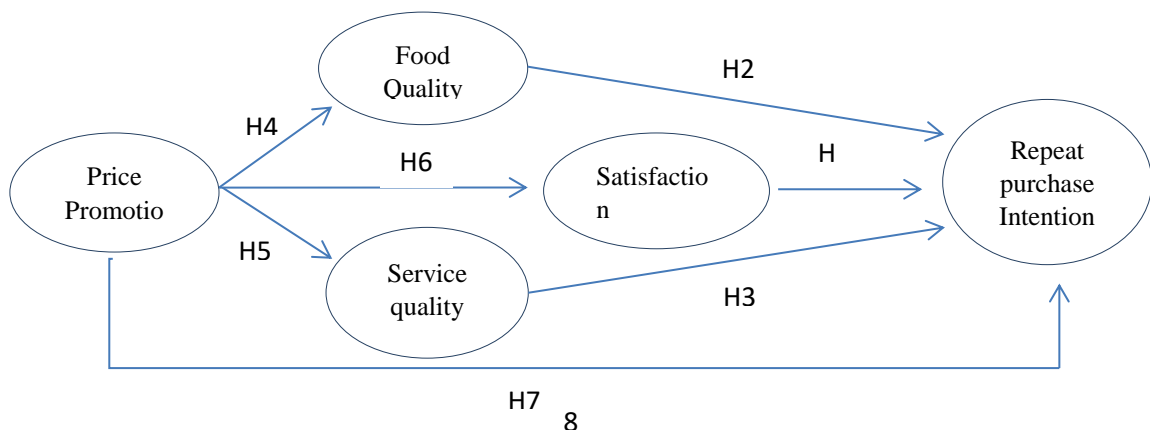 Food
Quality
H2
H4
H6
H
Price
Promotio
Satisfactio
n
Repeat
purchase
Intention
H5
Service
quality
H3
H7
8